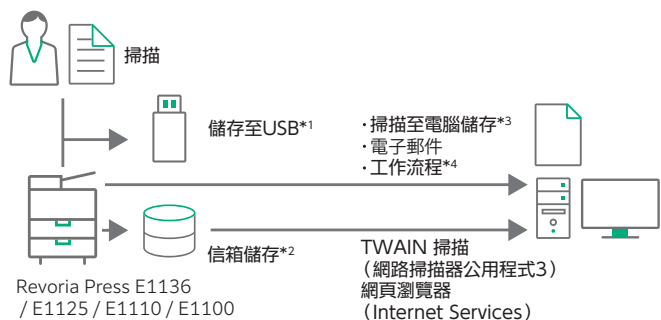 掃描
儲存至USB*1
·掃描至電腦儲存*3
·電子郵件
·工作流程*4
信箱儲存*2
TWAIN 掃描
（網路掃描器公用程式3）
網頁瀏覽器
（Internet Services）
Revoria Press E1136
/ E1125 / E1110 / E1100